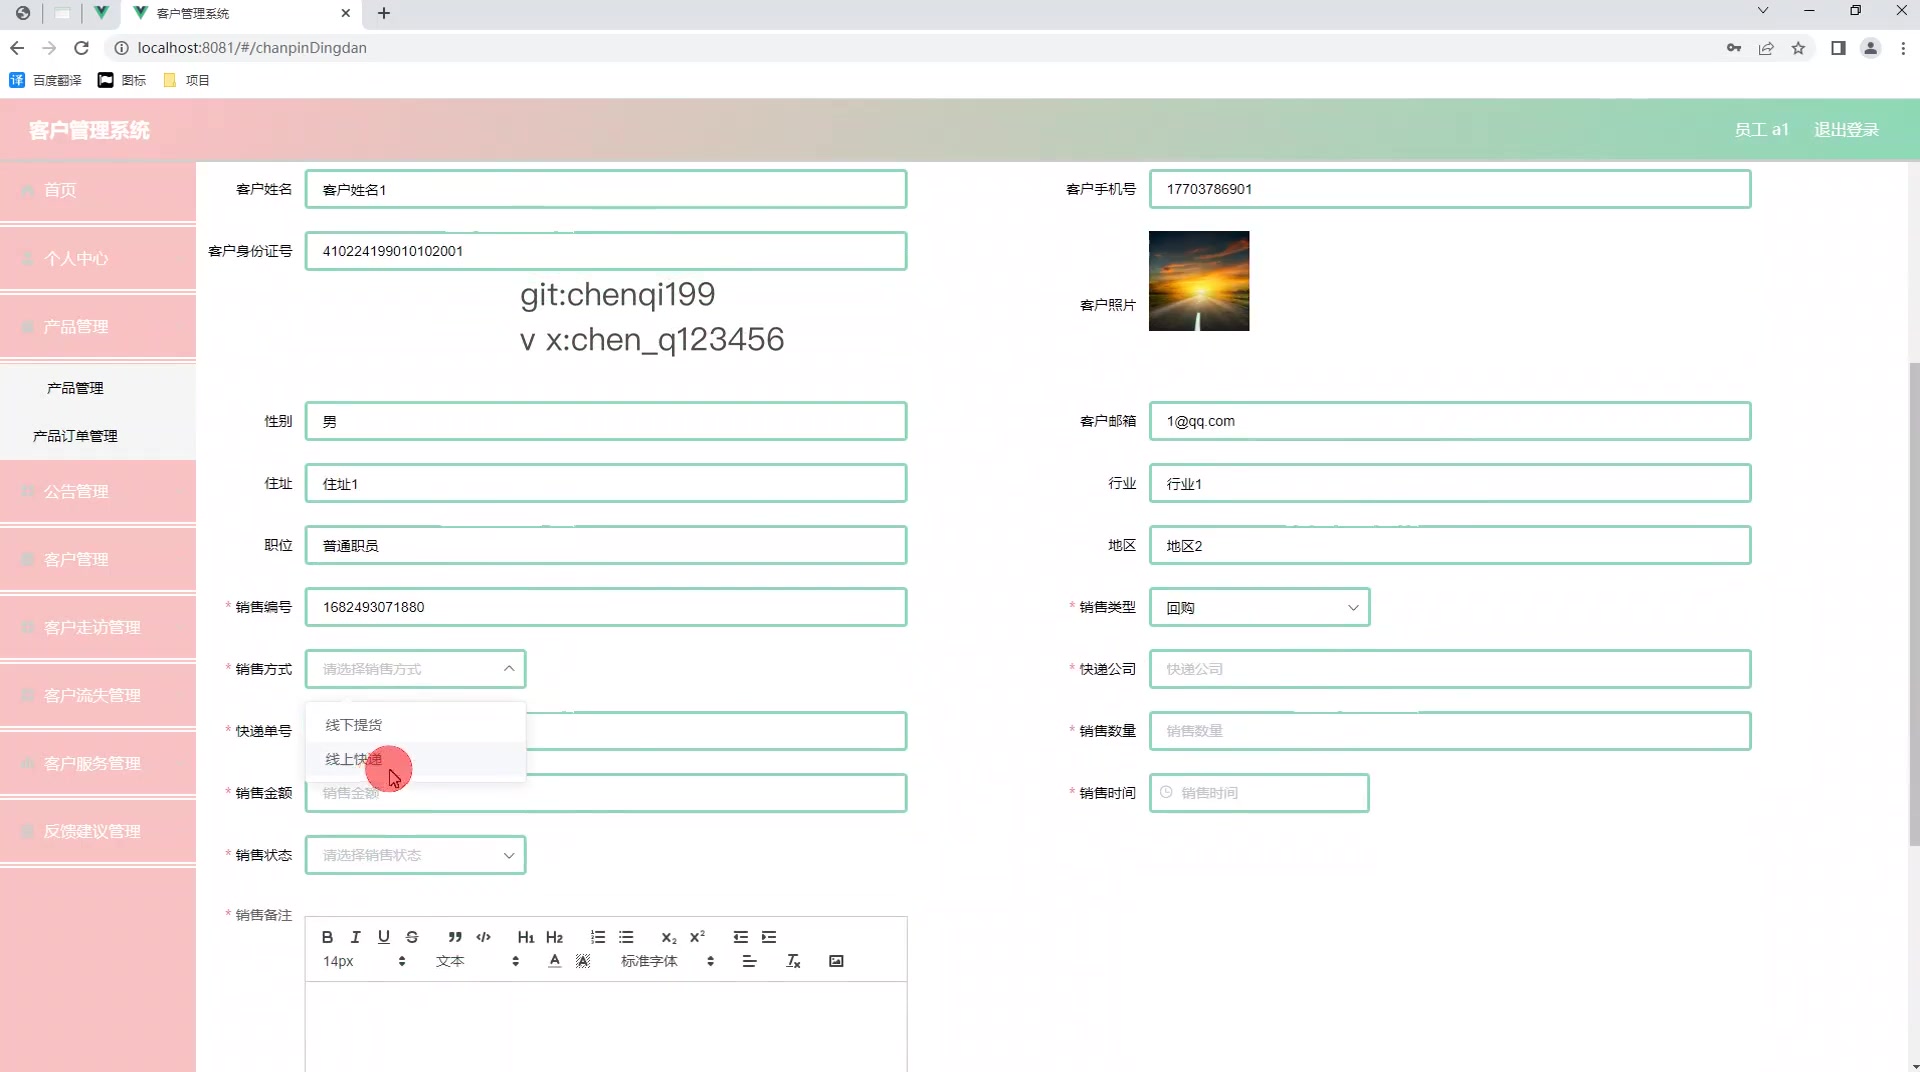 客户管理系统
localhost:8081/#/chanpinDingdan
百度翻译 图标 项目
客户管理系统
员工 a1 退出登录
首页
个人中心
产品管理
产品管理
产品订单管理
公告管理
客户管理
客户走访管理
客户流失管理
客户服务管理
反馈建议管理
客户姓名 客户姓名1
客户手机号 17703786901
客户身份证号 410224199010102001
客户照片
git:chenqi199
v x:chen_q123456
性别 男
客户邮箱 1@qq.com
住址 住址1
行业 行业1
职位 普通职员
地区 地区2
* 销售编号 1682493071880
* 销售类型 回购
* 销售方式 请选择销售方式
* 快递公司 快递公司
线下提货
线上快递
* 快递单号
* 销售数量 销售数量
* 销售金额 销售金额
* 销售时间 销售时间
* 销售状态 请选择销售状态
* 销售备注
B I U S H1 H2 x2 x2
14px 文本 A A 标准字体